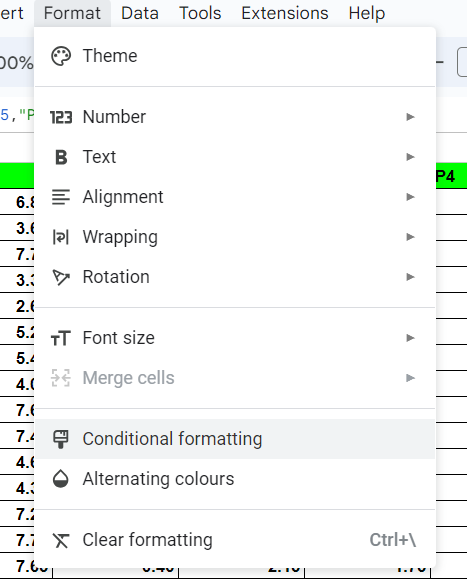 ert Format Data Tools Extensions Help
00%
Theme
5,"P
123 Number
B Text
P4
Alignment
6.8
Wrapping
3.6
7.7
Rotation
3.3
2.6
Font size
5.2
5.4
Merge cells
4.0
7.6
Conditional formatting
7.4
4.6
Alternating colours
4.3
7.2
Clear formatting Ctrl+\
7.7